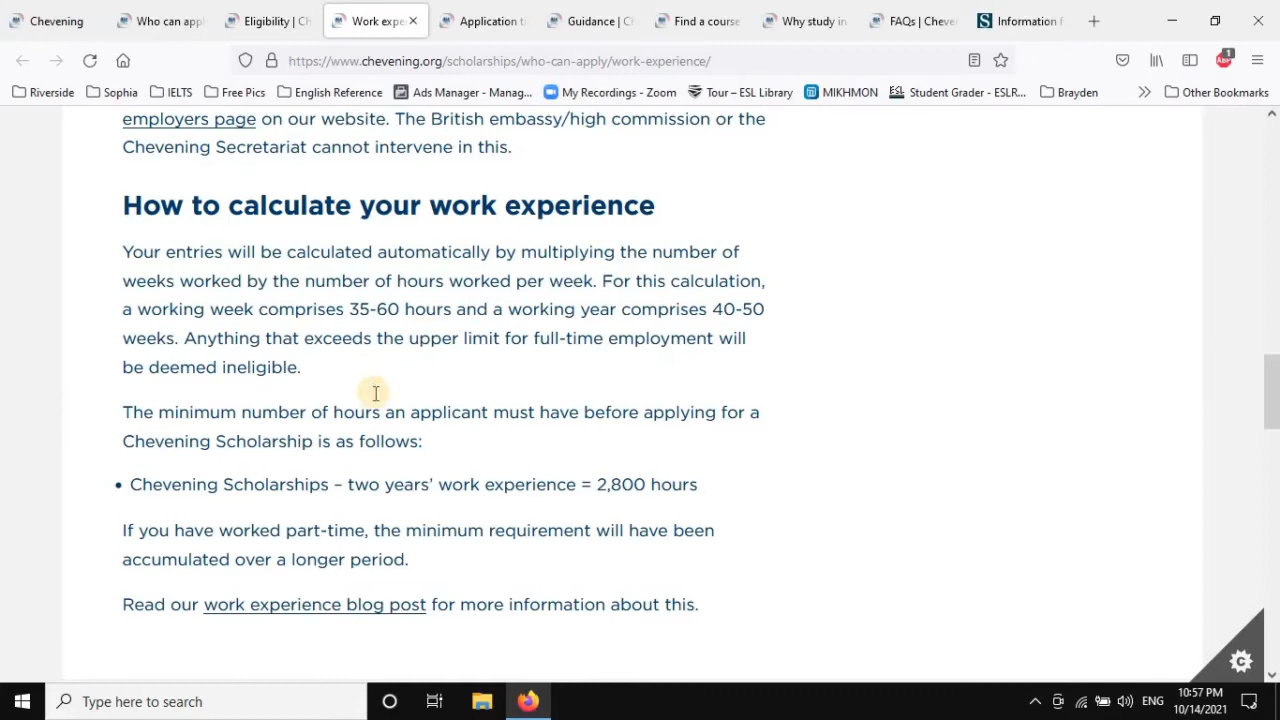 Chevening
Who can app
Eligibility | Ch
Work expe
Application ti
Guidance | C
Find a course
Why study in
FAQs | Cheve
Information f
https://www.chevening.org/scholarships/who-can-apply/work-experience/
1
ABP
Riverside
Sophia
IELTS
Free Pics
English Reference
Ads Manager - Manag...
My Recordings - Zoom
Tour – ESL Library
MIKHMON
ESL
Student Grader - ESLR...
Brayden
Other Bookmarks
employers page on our website. The British embassy/high commission or the
Chevening Secretariat cannot intervene in this.
How to calculate your work experience
Your entries will be calculated automatically by multiplying the number of
weeks worked by the number of hours worked per week. For this calculation,
a working week comprises 35-60 hours and a working year comprises 40-50
weeks. Anything that exceeds the upper limit for full-time employment will
be deemed ineligible.
The minimum number of hours an applicant must have before applying for a
Chevening Scholarship is as follows:
• Chevening Scholarships – two years’ work experience = 2,800 hours
If you have worked part-time, the minimum requirement will have been
accumulated over a longer period.
Read our work experience blog post for more information about this.
Type here to search
ENG
10:57 PM
10/14/2021